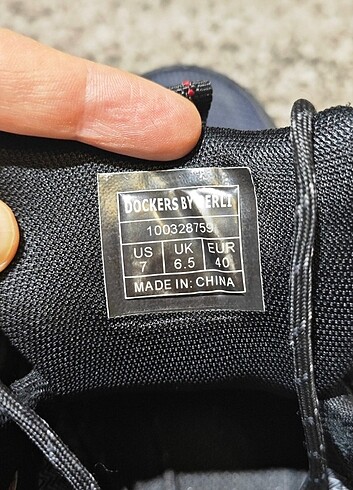 DOCKERS BY GERLI
100328759
US UK EUR
7 6.5 40
MADE IN: CHINA